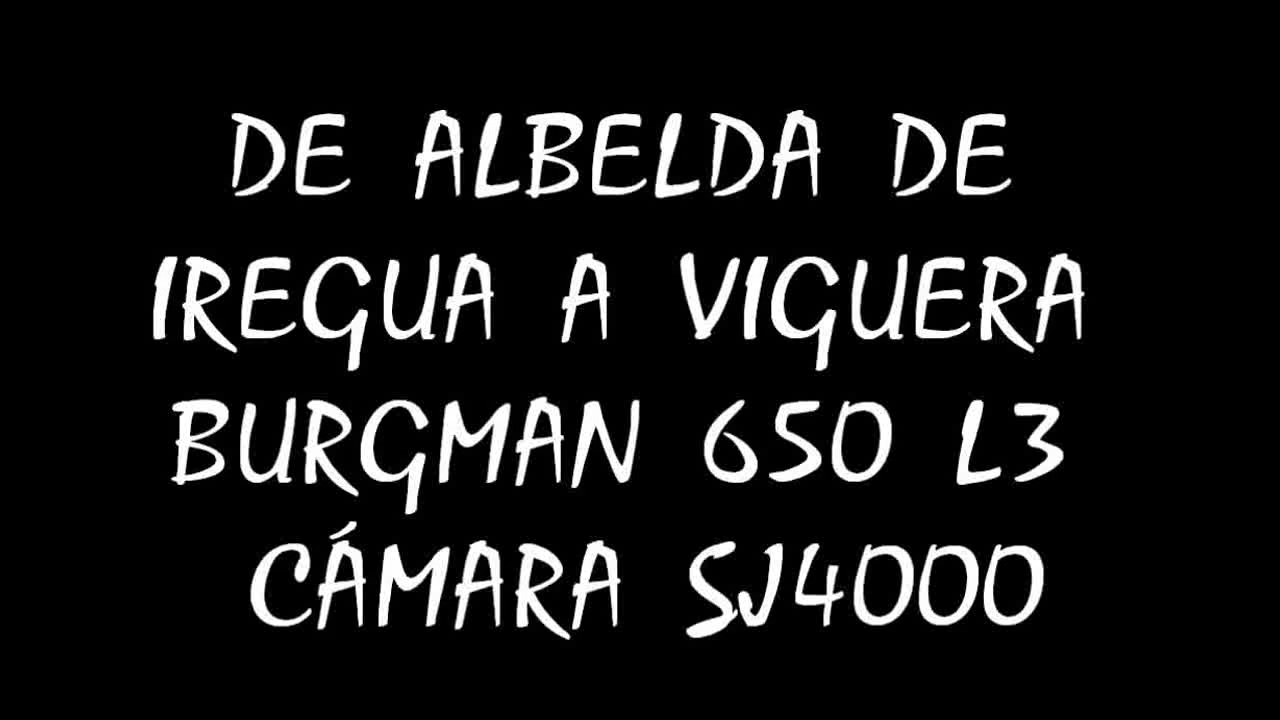 DE ALBELDA DE
IREGUA A VIGUERA
BURGMAN 650 L3
CÁMARA SJ4000